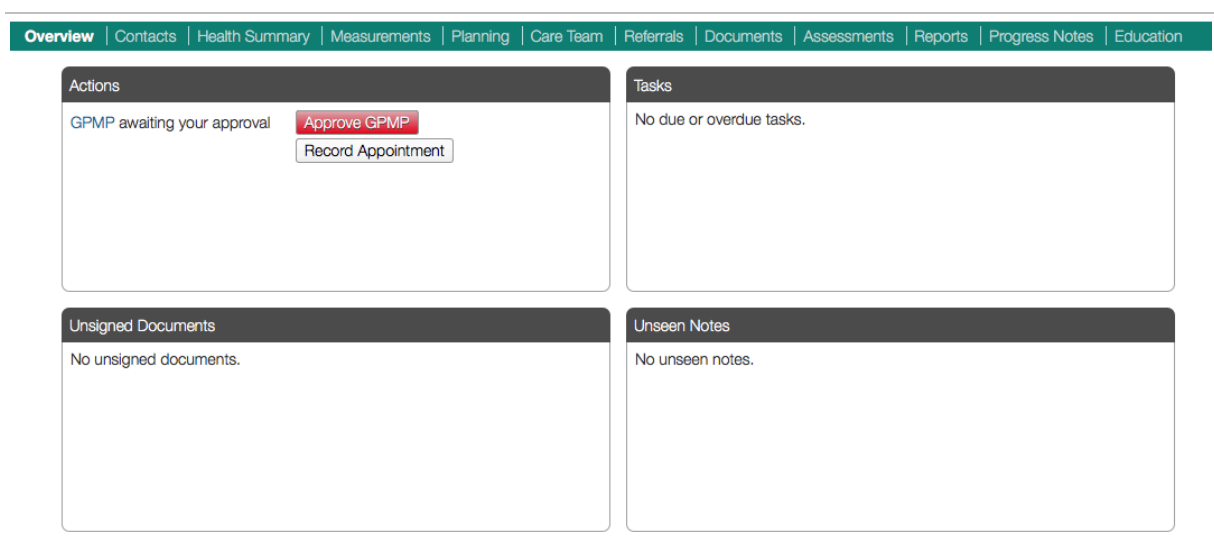 Overview | Contacts | Health Summary | Measurements | Planning | Care Team | Referrals | Documents | Assessments | Reports | Progress Notes | Education
Actions
GPMP awaiting your approval Approve GPMP
Record Appointment
Tasks
No due or overdue tasks.
Unsigned Documents
No unsigned documents.
Unseen Notes
No unseen notes.